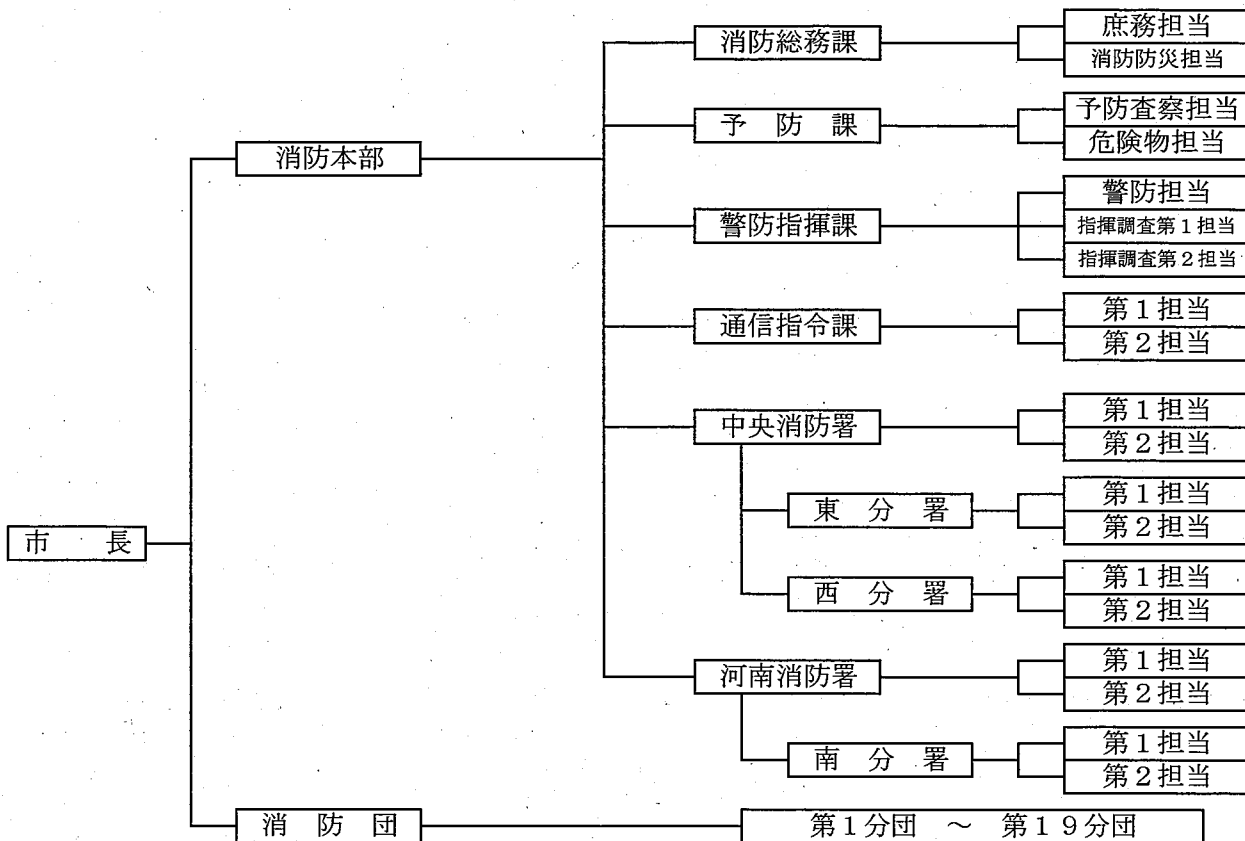 消防総務課
庶務担当
消防防災担当
予防課
予防査察担当
危険物担当
消防本部
警防指揮課
警防担当
指揮調査第1担当
指揮調査第2担当
通信指令課
第1担当
第2担当
中央消防署
第1担当
第2担当
東分署
第1担当
第2担当
市長
西分署
第1担当
第2担当
河南消防署
第1担当
第2担当
南分署
第1担当
第2担当
消防団
第1分団 ～ 第19分団